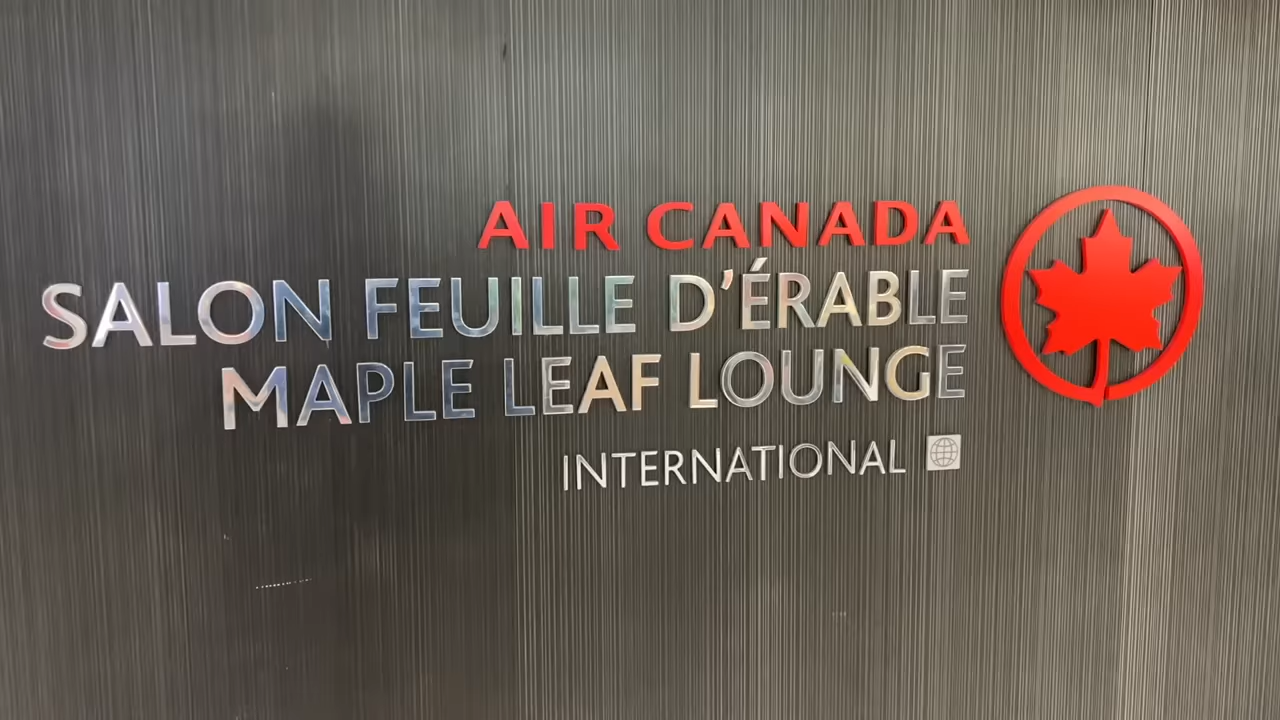 AIR CANADA
SALON FEUILLE D'ÉRABLE
MAPLE LEAF LOUNGE
INTERNATIONAL